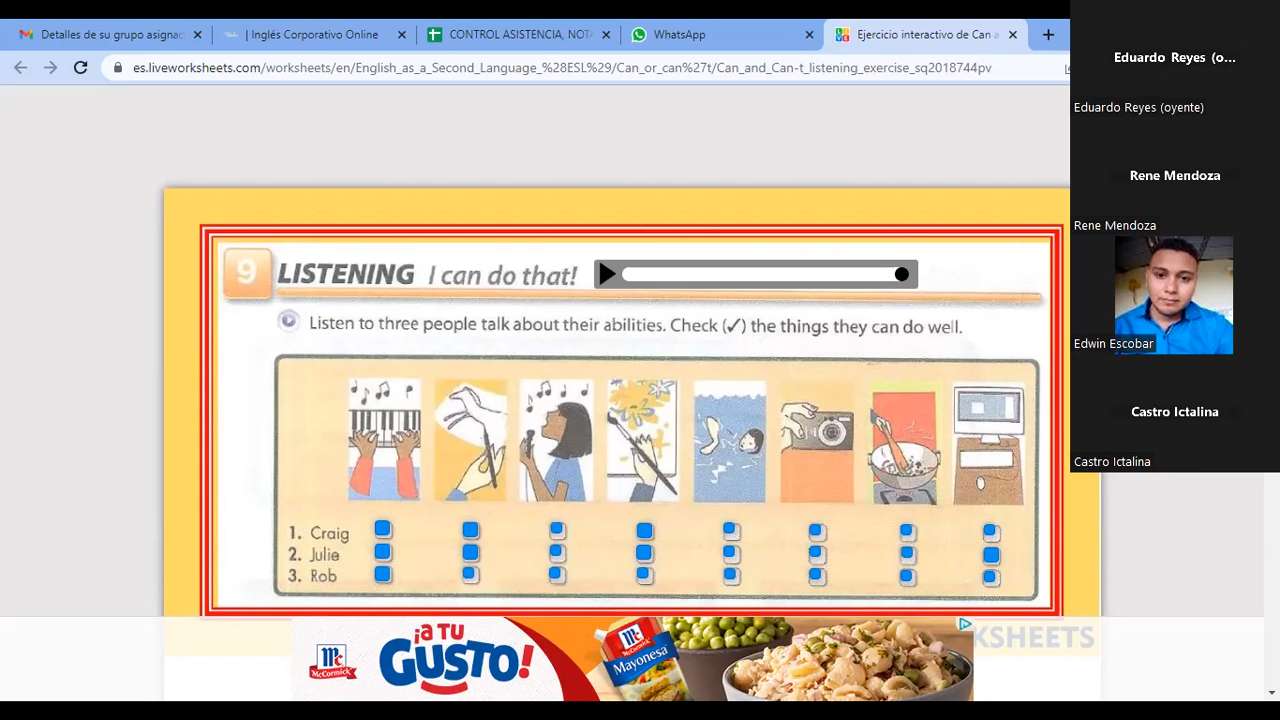 Detalles de su grupo asignac
| Inglés Corporativo Online
CONTROL ASISTENCIA, NOTA
WhatsApp
Ejercicio interactivo de Can a
es.liveworksheets.com/worksheets/en/English_as_a_Second_Language_%28ESL%29/Can_or_can%27t/Can_and_Can-t_listening_exercise_sq2018744pv
Eduardo Reyes (o...
Eduardo Reyes (oyente)
Rene Mendoza
Rene Mendoza
Edwin Escobar
Castro Ictalina
Castro Ictalina
9 LISTENING I can do that!
Listen to three people talk about their abilities. Check (✓) the things they can do well.
1. Craig
2. Julie
3. Rob
KSHEETS
McCormick
¡A TU
GUSTO!
McCormick
Mayonesa